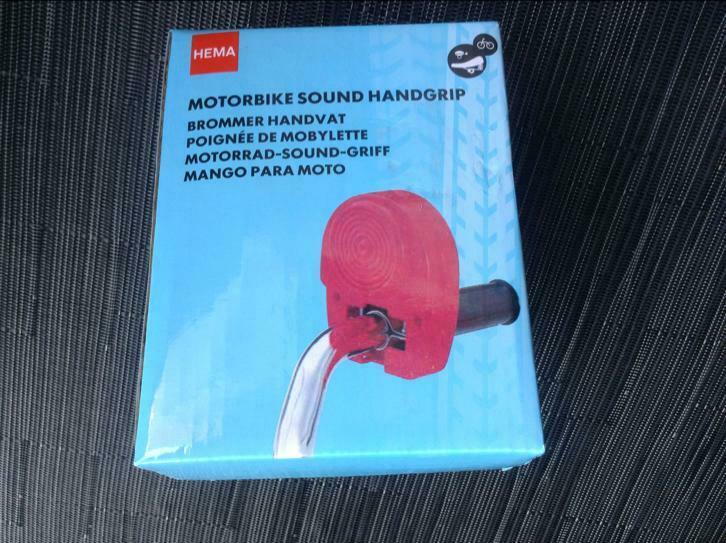 HEMA
MOTORBIKE SOUND HANDGRIP
BROMMER HANDVAT
POIGNÉE DE MOBYLETTE
MOTORRAD-SOUND-GRIFF
MANGO PARA MOTO